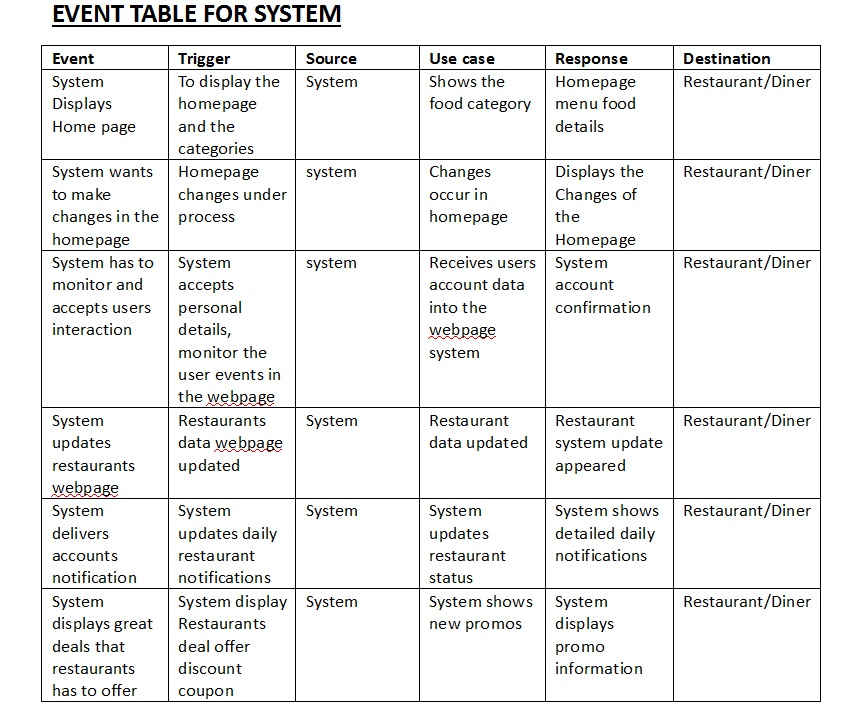 EVENT TABLE FOR SYSTEM
Event Trigger Source Use case Response Destination
System To display the System Shows the Homepage Restaurant/Diner
Displays homepage food category menu food
Home page and the details
categories
System wants Homepage system Changes Displays the Restaurant/Diner
to make changes under occur in Changes of
changes in the process homepage the
homepage Homepage
System has to System system Receives users System Restaurant/Diner
monitor and accepts account data account
accepts users personal into the confirmation
interaction details, webpage
monitor the system
user events in
the webpage
System Restaurants System Restaurant Restaurant Restaurant/Diner
updates data webpage data updated system update
restaurants updated appeared
webpage
System System System System System shows Restaurant/Diner
delivers updates daily updates detailed daily
accounts restaurant restaurant notifications
notification notifications status
System System display System System shows System Restaurant/Diner
displays great Restaurants new promos displays
deals that deal offer promo
restaurants discount information
has to offer coupon